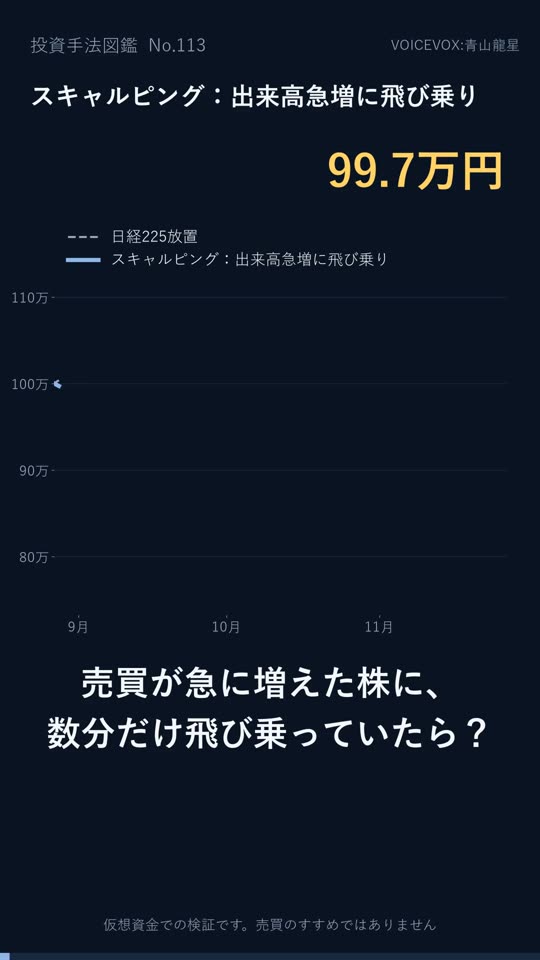 投資手法図鑑 No.113
VOICEVOX:青山龍星
スキャルピング：出来高急増に飛び乗り
99.7万円
日経225放置
スキャルピング：出来高急増に飛び乗り
110万
100万
90万
80万
9月
10月
11月
売買が急に増えた株に、
数分だけ飛び乗っていたら？
仮想資金での検証です。売買のすすめではありません